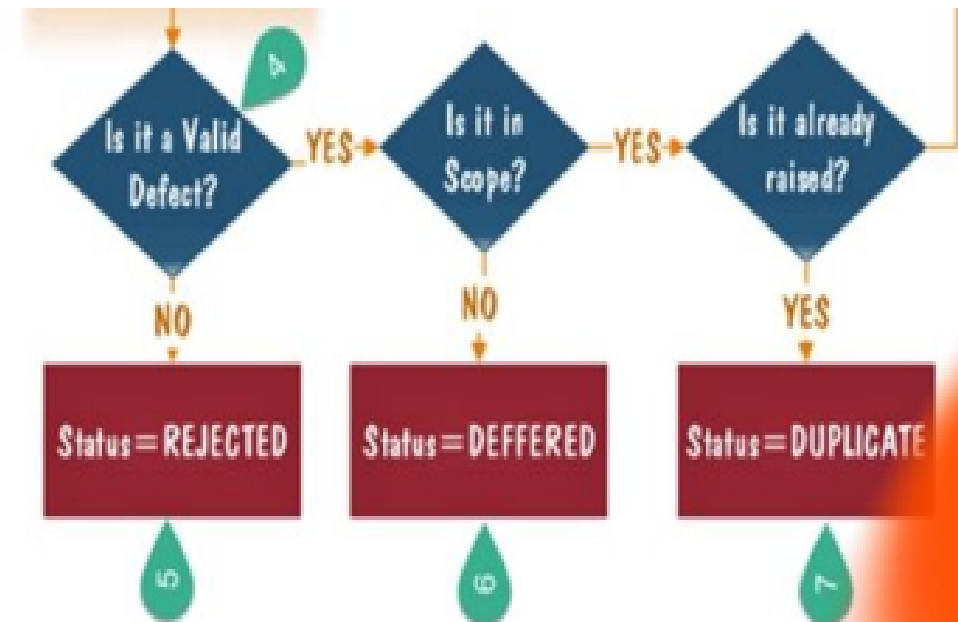 4
Is it a Valid
Defect?
YES
Is it in
Scope?
YES
Is it already
raised?
NO
NO
YES
Status=REJECTED
Status=DEFFERED
Status=DUPLICATE
5
6
7